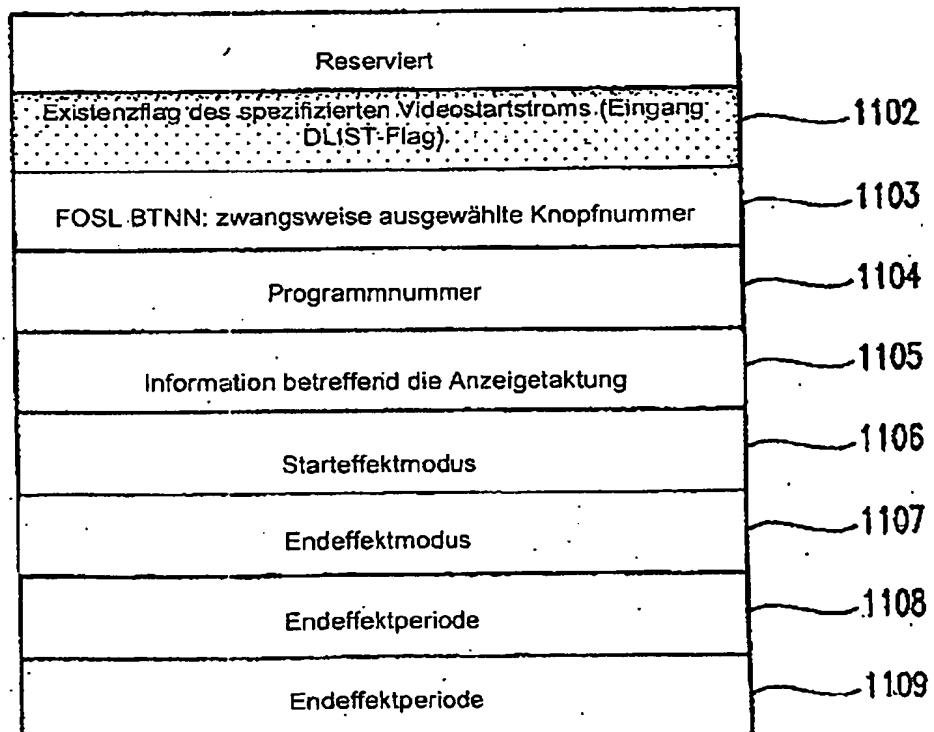 Reserviert
Existenzflag des spezifizierten Videostartstroms (Eingang
DLIST-Flag)
1102
FOSL BTNN: zwangsweise ausgewählte Knopfnummer
1103
Programmnummer
1104
Information betreffend die Anzeigetaktung
1105
Starteffektmodus
1106
Endeffektmodus
1107
Endeffektperiode
1108
Endeffektperiode
1109